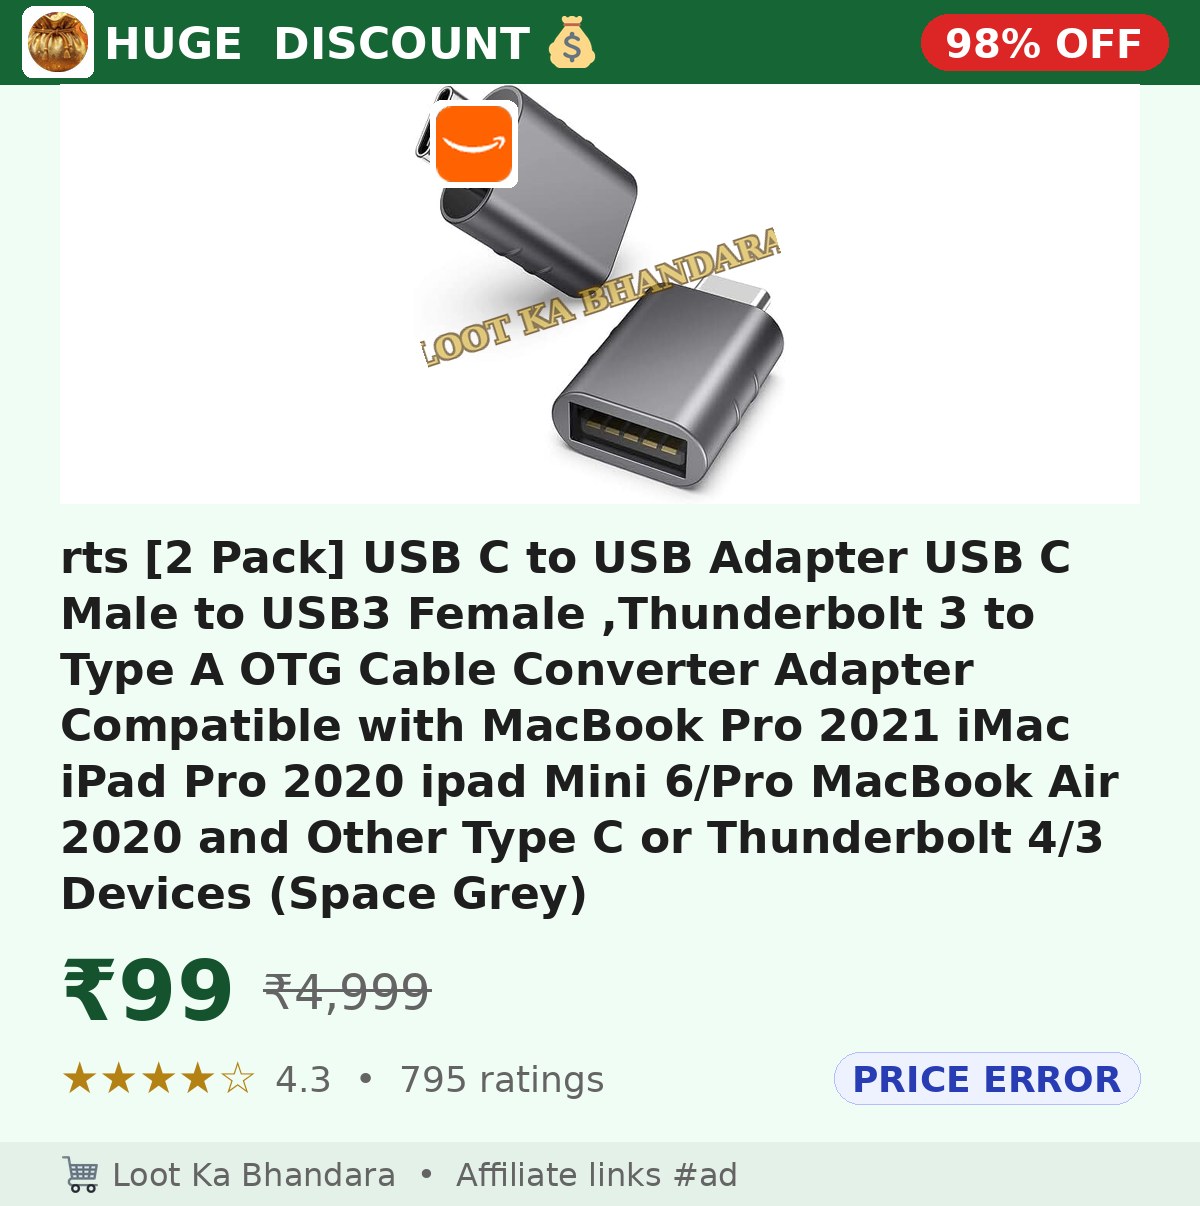 HUGE DISCOUNT 💰
98% OFF
LOOT KA BHANDARA
rts [2 Pack] USB C to USB Adapter USB C
Male to USB3 Female ,Thunderbolt 3 to
Type A OTG Cable Converter Adapter
Compatible with MacBook Pro 2021 iMac
iPad Pro 2020 ipad Mini 6/Pro MacBook Air
2020 and Other Type C or Thunderbolt 4/3
Devices (Space Grey)
₹99 ₹4,999
★★★★☆ 4.3 • 795 ratings
PRICE ERROR
🛒 Loot Ka Bhandara • Affiliate links #ad